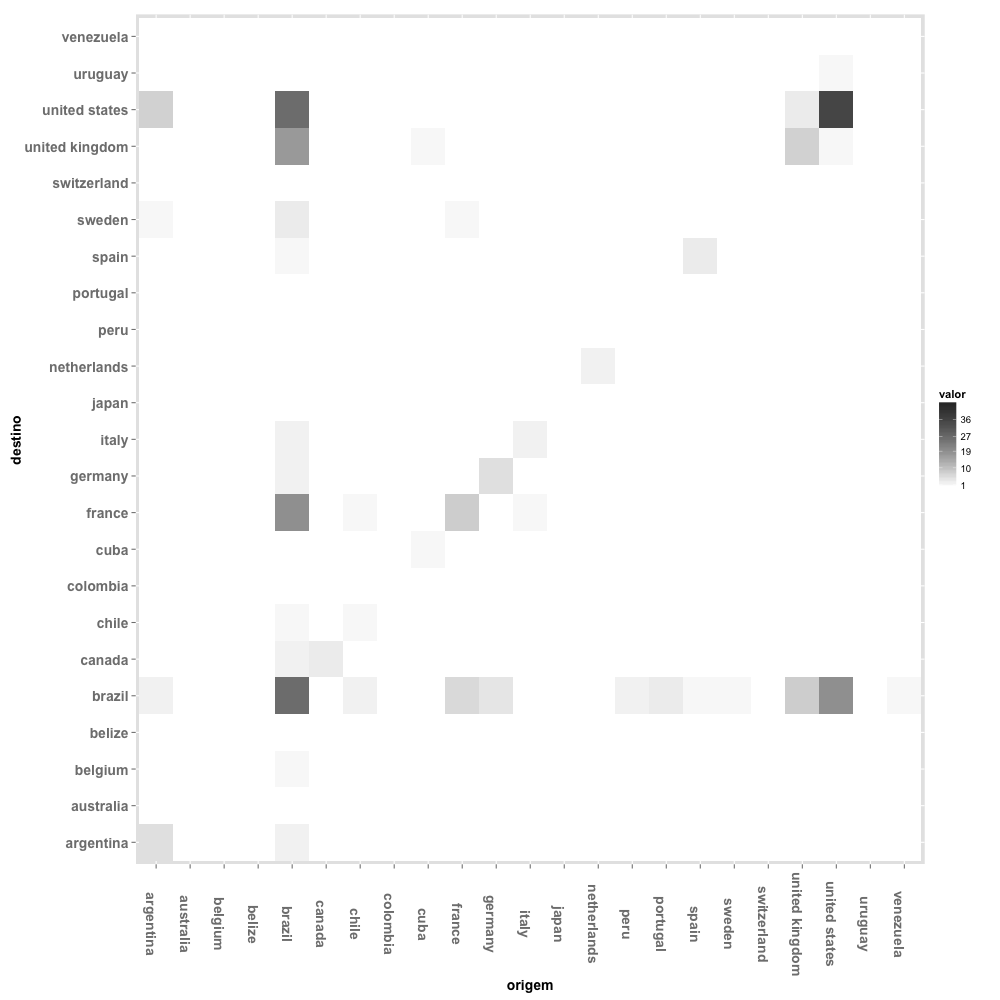 venezuela
uruguay
united states
united kingdom
switzerland
sweden
spain
portugal
peru
netherlands
japan
italy
germany
france
cuba
colombia
chile
canada
brazil
belize
belgium
australia
argentina
destino
valor
36
27
19
10
1
argentina
australia
belgium
belize
brazil
canada
chile
colombia
cuba
france
germany
italy
japan
netherlands
peru
portugal
spain
sweden
switzerland
united kingdom
united states
uruguay
venezuela
origem